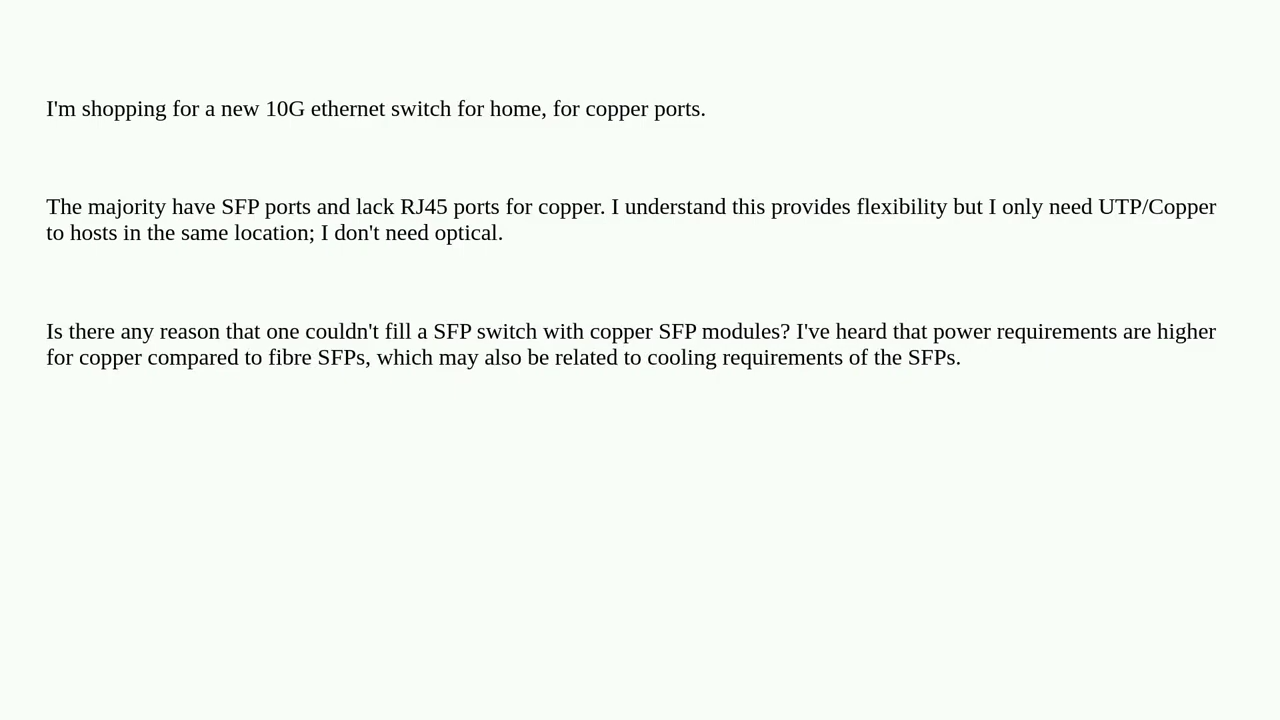 I'm shopping for a new 10G ethernet switch for home, for copper ports.
The majority have SFP ports and lack RJ45 ports for copper. I understand this provides flexibility but I only need UTP/Copper
to hosts in the same location; I don't need optical.
Is there any reason that one couldn't fill a SFP switch with copper SFP modules? I've heard that power requirements are higher
for copper compared to fibre SFPs, which may also be related to cooling requirements of the SFPs.